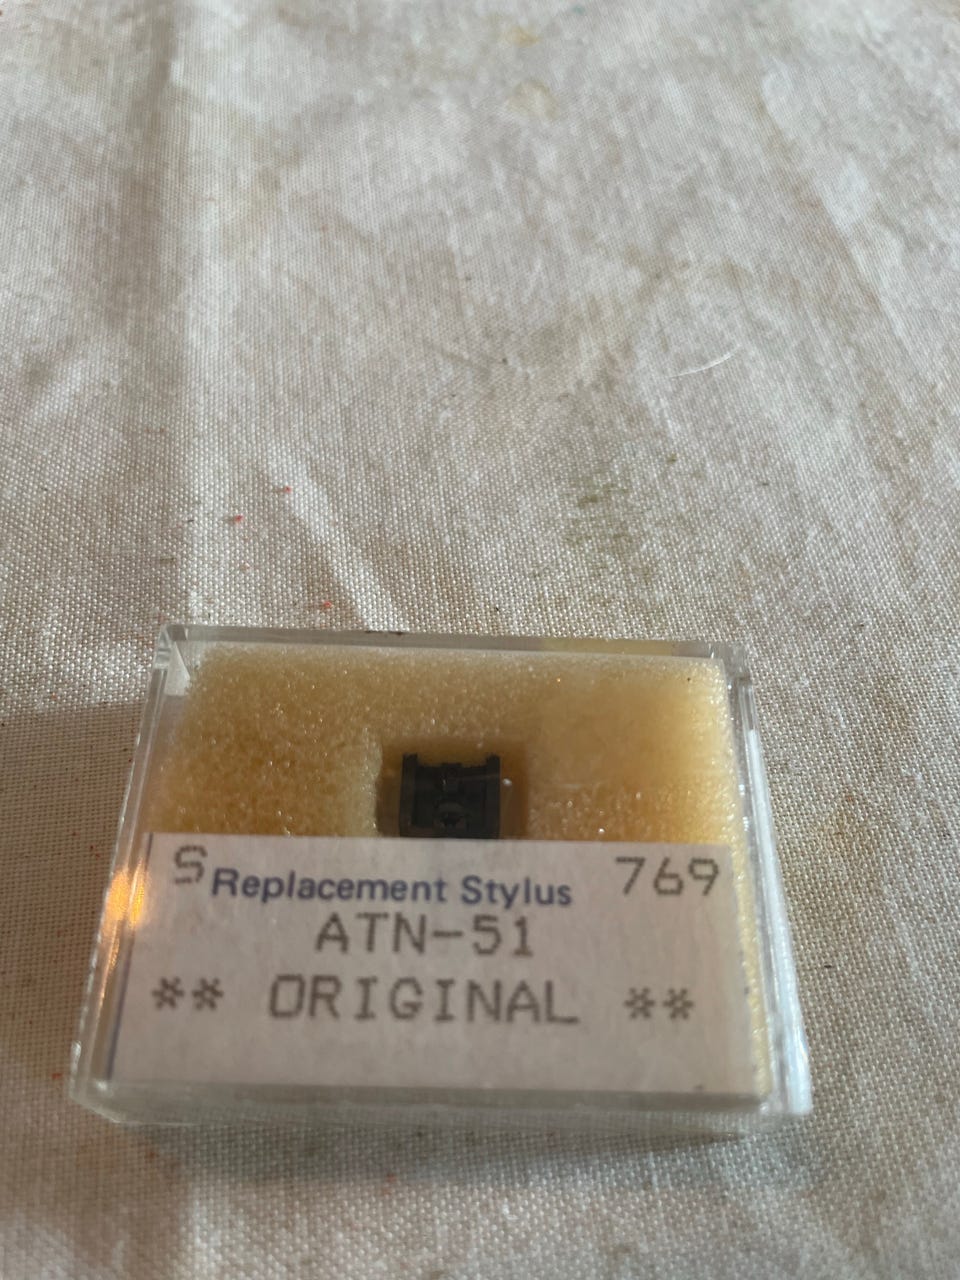 S Replacement Stylus 769
ATN-51
** ORIGINAL **